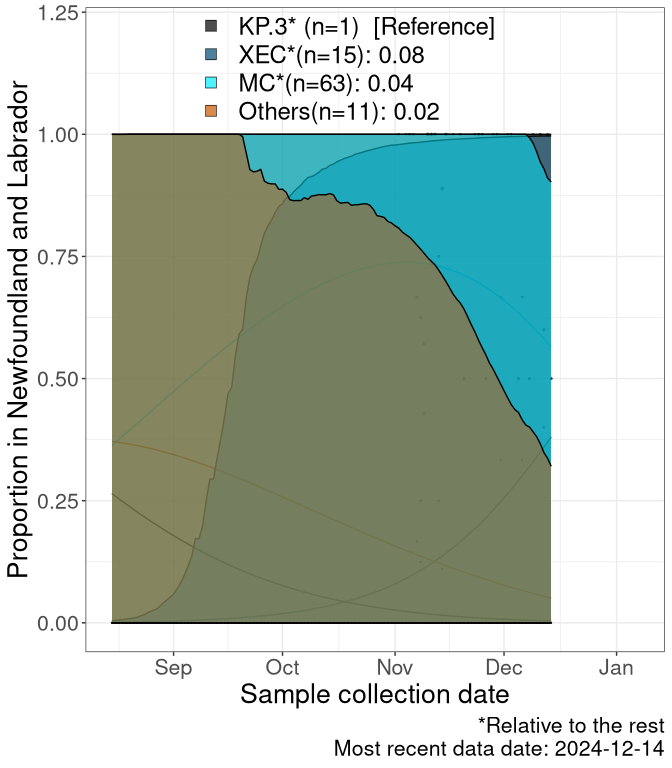 KP.3* (n=1)  [Reference]
XEC*(n=15): 0.08
MC*(n=63): 0.04
Others(n=11): 0.02
Proportion in Newfoundland and Labrador
1.25
1.00
0.75
0.50
0.25
0.00
Sep Oct Nov Dec Jan
Sample collection date
*Relative to the rest
Most recent data date: 2024-12-14